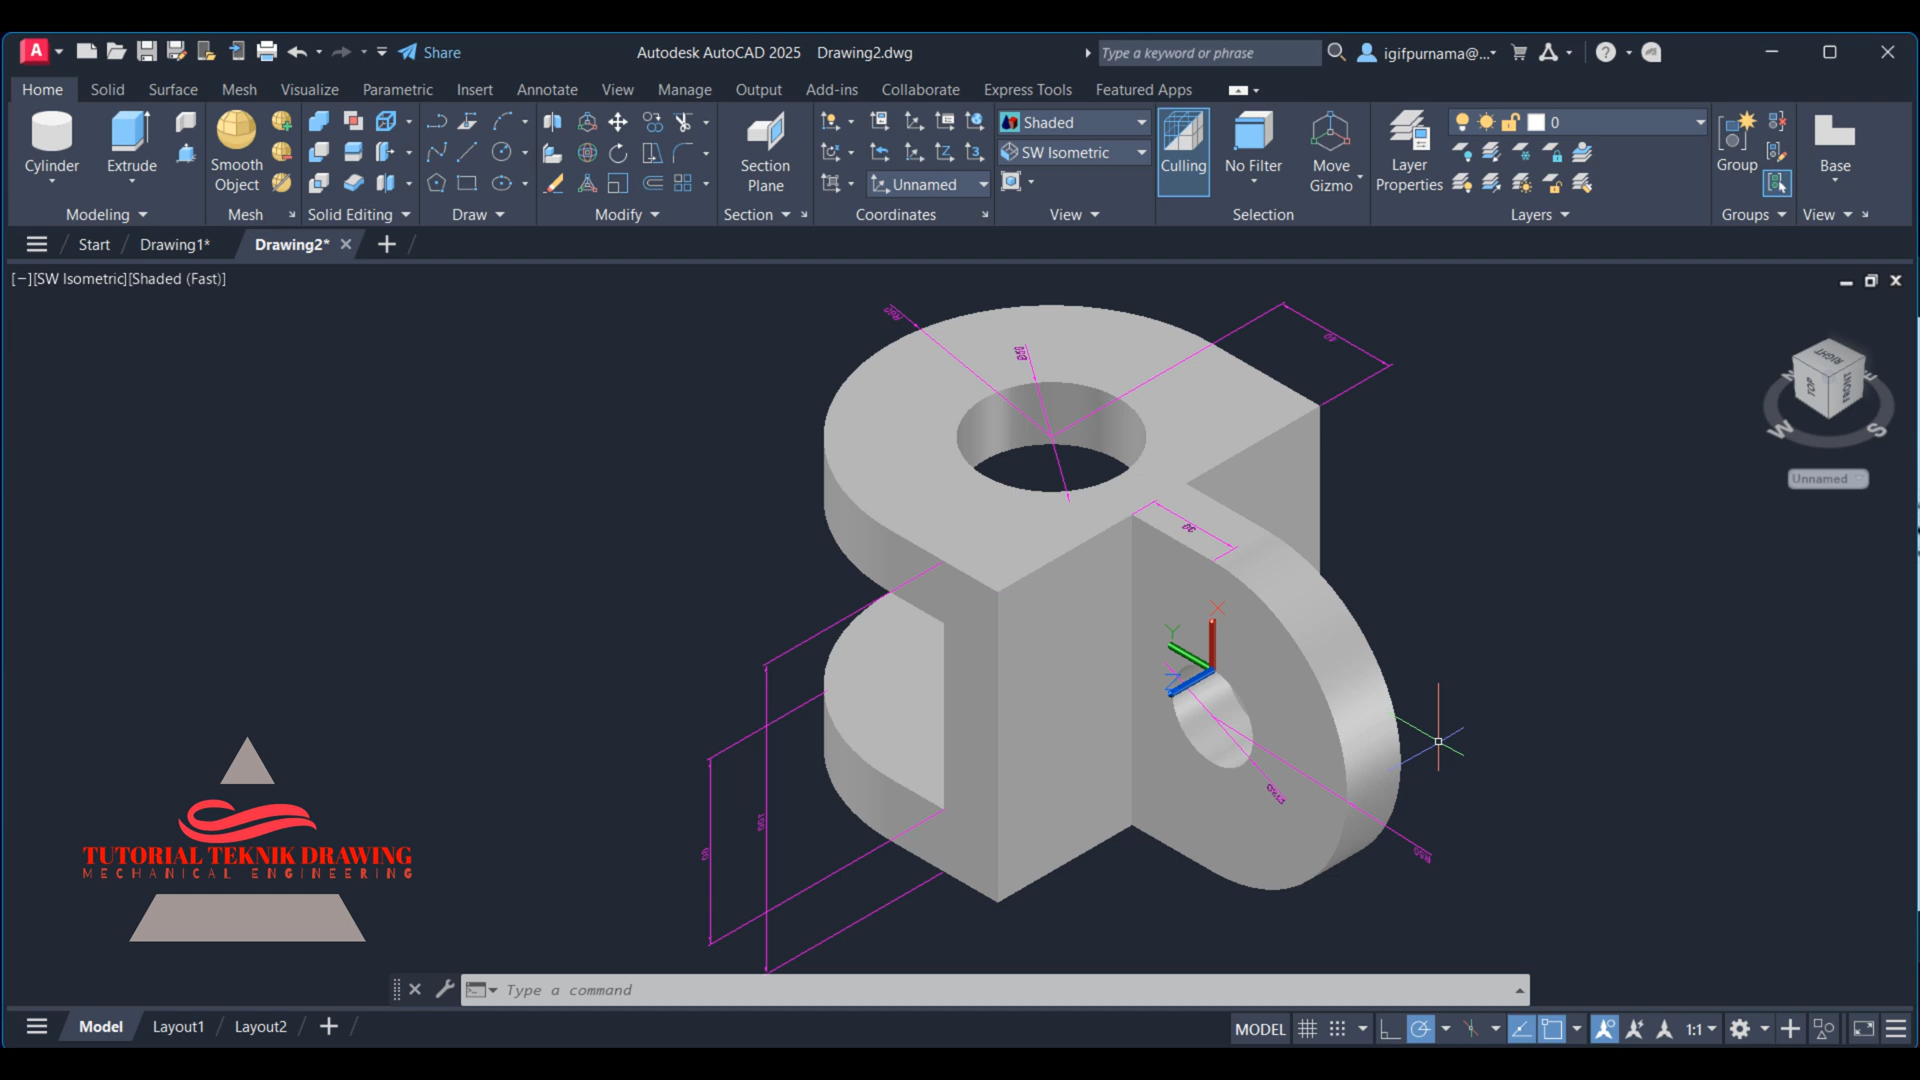 Share
Autodesk AutoCAD 2025 Drawing2.dwg
Type a keyword or phrase
igifpurnama@...
Home Solid Surface Mesh Visualize Parametric Insert Annotate View Manage Output Add-ins Collaborate Express Tools Featured Apps
Cylinder
Extrude
Smooth
Object
Section
Plane
Unnamed
Shaded
SW Isometric
Culling
No Filter
Move
Gizmo
Layer
Properties
0
Group
Base
Modeling Mesh Solid Editing Draw Modify Section Coordinates View Selection Layers Groups View
Start Drawing1* Drawing2*
[−][SW Isometric][Shaded (Fast)]
RIGHT
TOP
FRONT
N E
W S
Unnamed
X
Y
Z
TUTORIAL TEKNIK DRAWING
MECHANICAL ENGINEERING
Type a command
Model Layout1 Layout2
MODEL
1:1